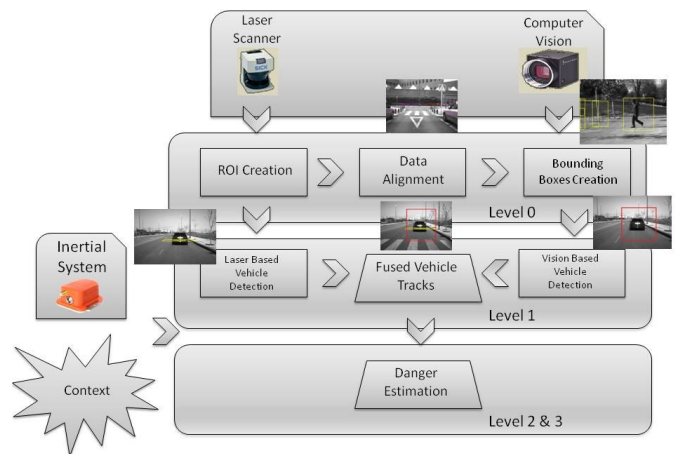 Laser
Scanner
Computer
Vision
SICK
ROI Creation
Data
Alignment
Bounding
Boxes Creation
Level 0
Inertial
System
Laser Based
Vehicle
Detection
Fused Vehicle
Tracks
Vision Based
Vehicle
Detection
Level 1
Context
Danger
Estimation
Level 2 & 3